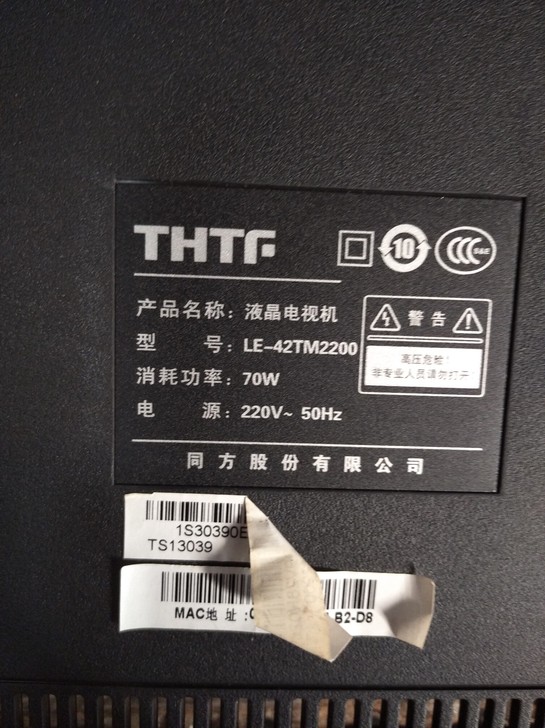 THTF
10
CCC S&E
产品名称：液晶电视机
型 号：LE-42TM2200
消耗功率：70W
电 源：220V~ 50Hz
警告
高压危险！
非专业人员请勿打开
同方股份有限公司
1S30390E
TS13039
MAC地 址 :
B2-D8